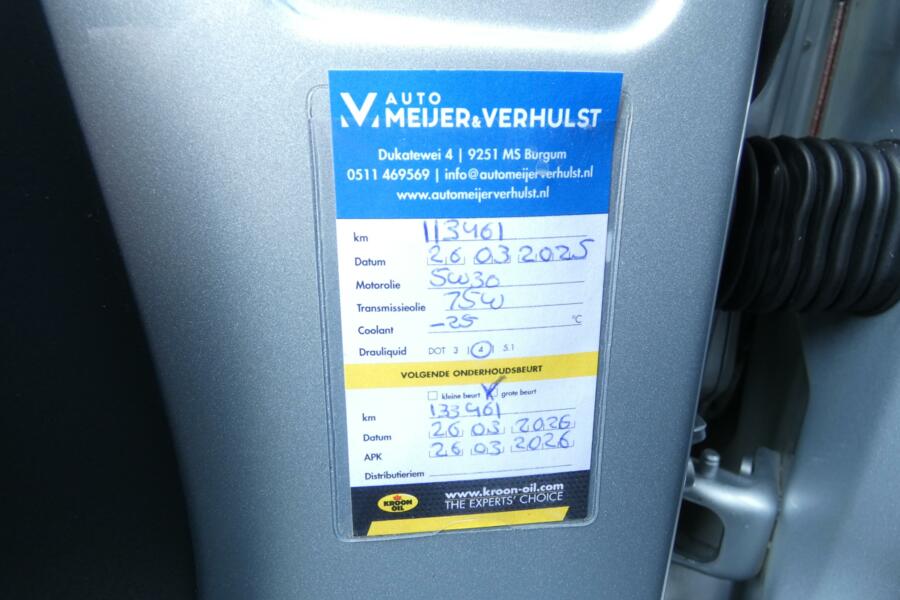 AUTO
MEIJER&VERHULST
Dukatewei 4 | 9251 MS Burgum
0511 469569 | info@automeijerverhulst.nl
www.automeijerverhulst.nl
km 113461
Datum 26 03 2025
Motorolie 5W30
Transmissieolie 75W
Coolant -25 °C
Drauliquid DOT 3 | 4 | 5.1
VOLGENDE ONDERHOUDSBEURT
kleine beurt grote beurt
km 133461
Datum 26 03 2026
APK 26 03 2026
Distributieriem
KROON OIL
www.kroon-oil.com
THE EXPERTS' CHOICE